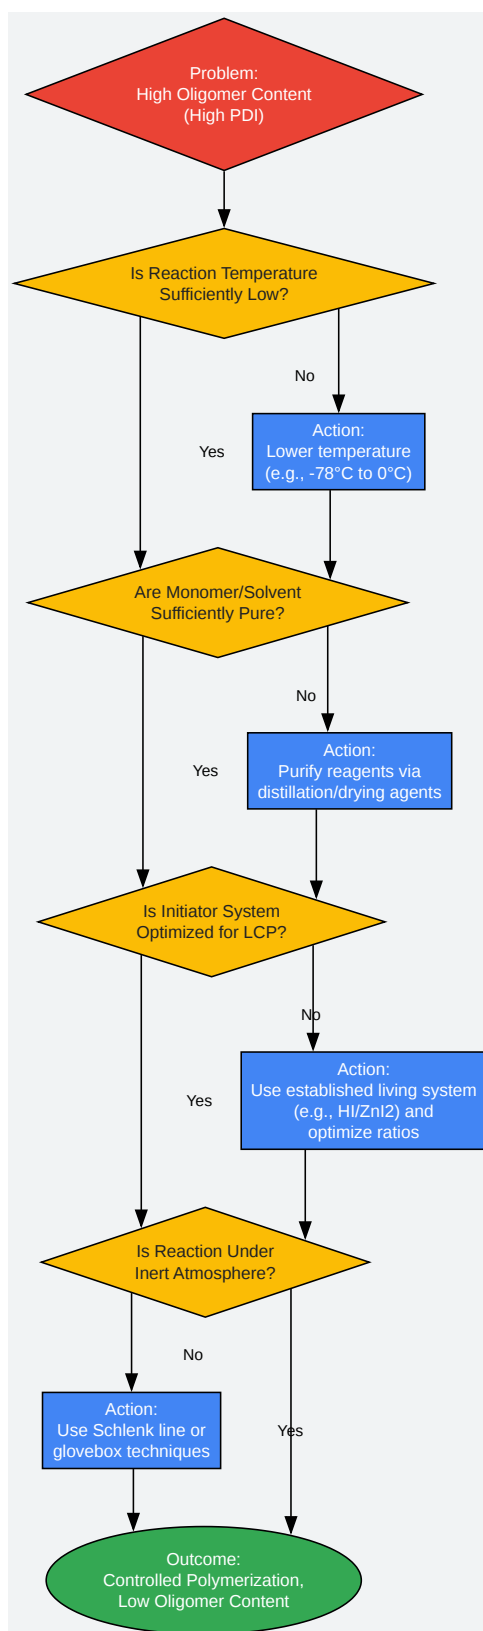 Problem:
High Oligomer Content
(High PDI)
Is Reaction Temperature
Sufficiently Low?
No
Action:
Lower temperature
(e.g., -78°C to 0°C)
Yes
Are Monomer/Solvent
Sufficiently Pure?
No
Action:
Purify reagents via
distillation/drying agents
Yes
Is Initiator System
Optimized for LCP?
No
Action:
Use established living system
(e.g., HI/ZnI2) and
optimize ratios
Yes
Is Reaction Under
Inert Atmosphere?
No
Action:
Use Schlenk line or
glovebox techniques
Yes
Outcome:
Controlled Polymerization,
Low Oligomer Content